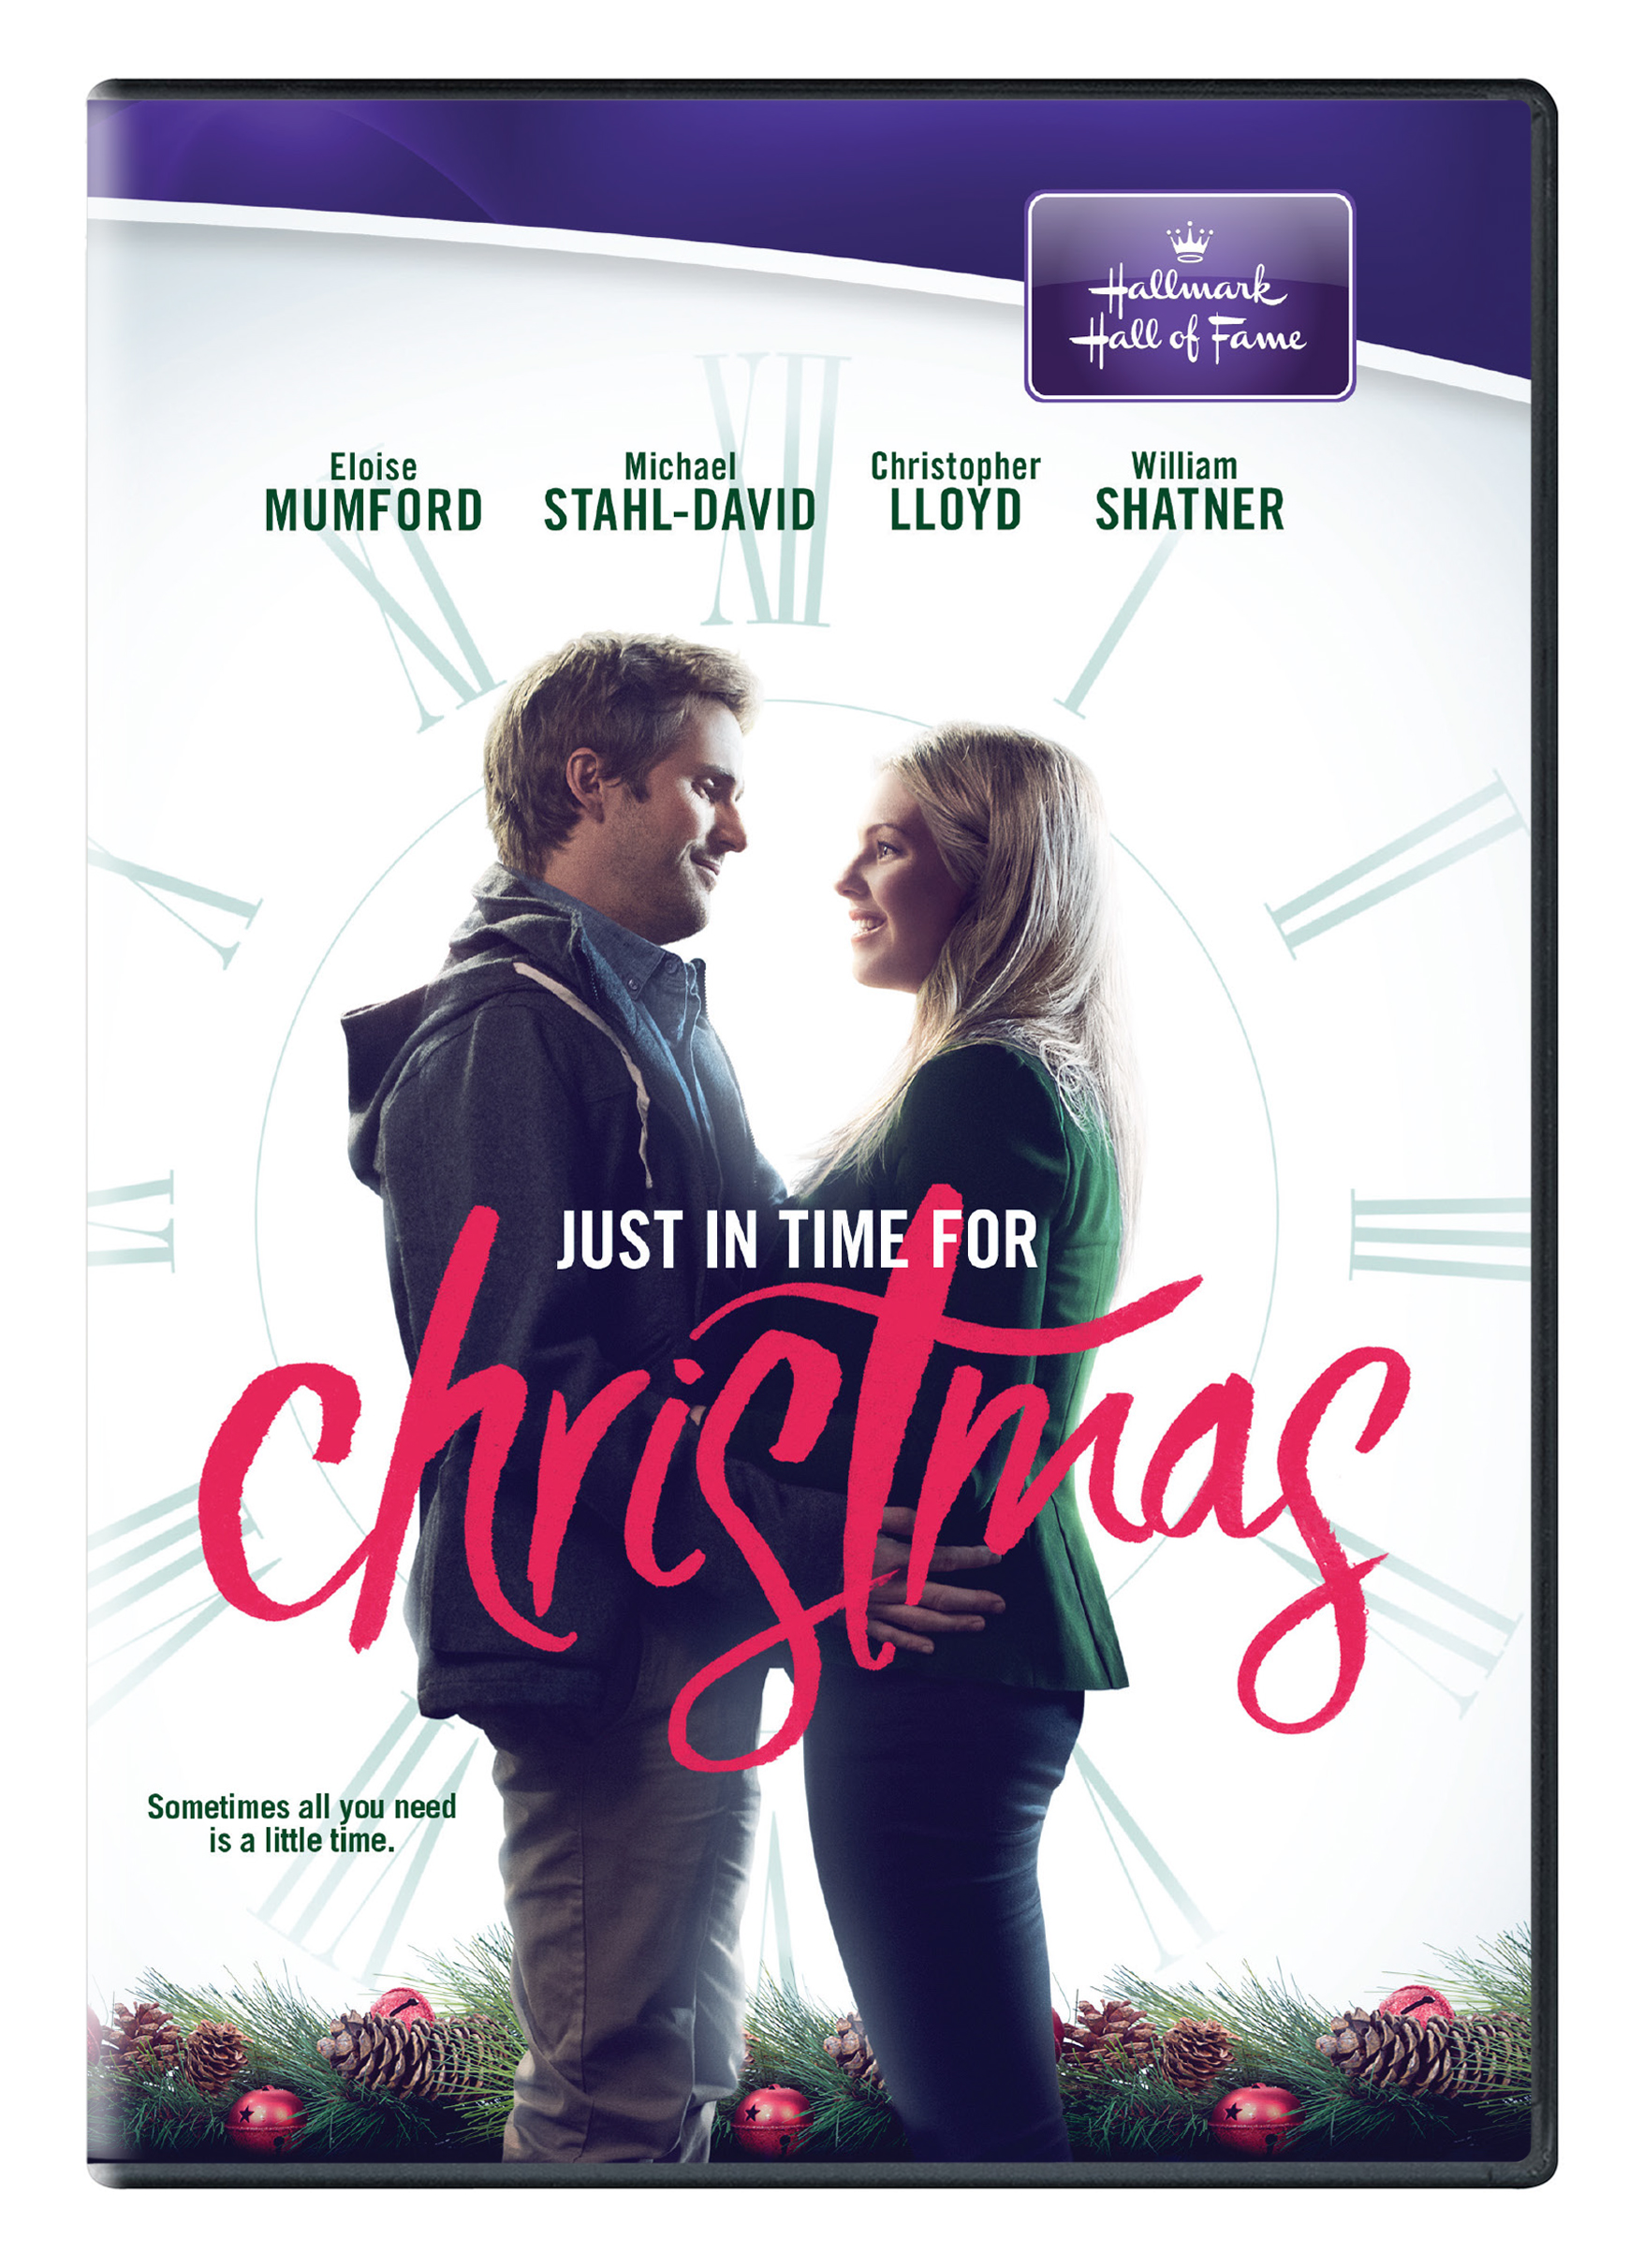 Hallmark
Hall of Fame
Eloise
MUMFORD
Michael
STAHL-DAVID
Christopher
LLOYD
William
SHATNER
XII
JUST IN TIME FOR
christmas
Sometimes all you need
is a little time.